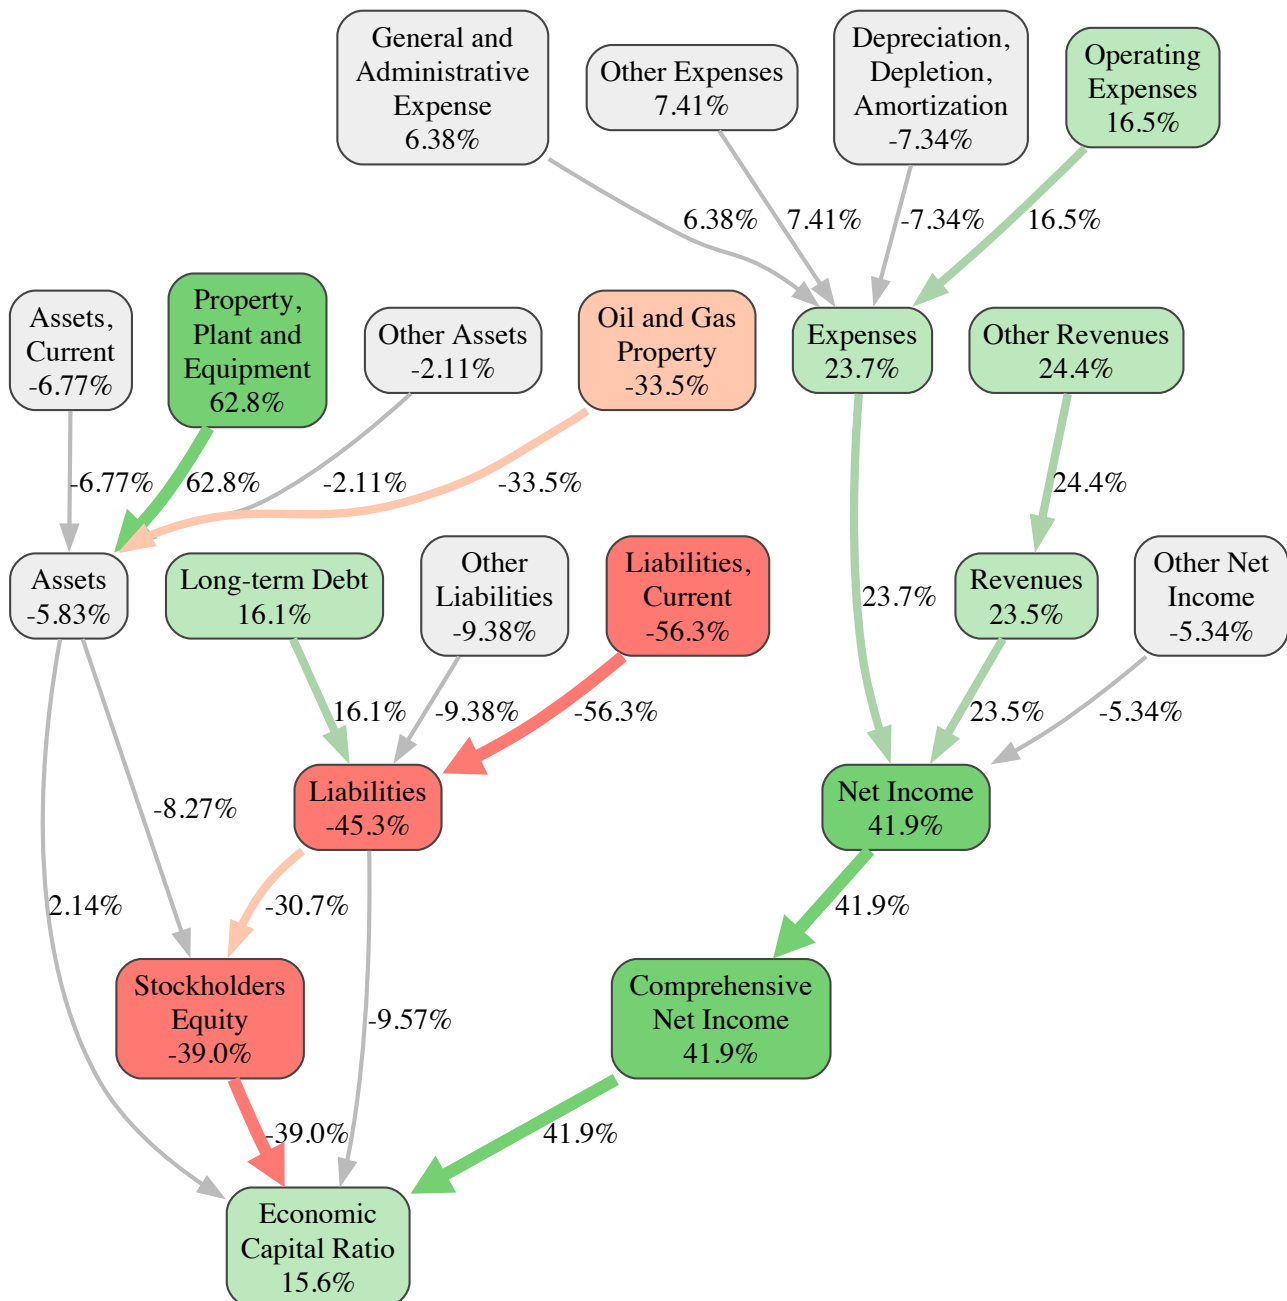 General and
Administrative
Expense
6.38%
Other Expenses
7.41%
Depreciation,
Depletion,
Amortization
-7.34%
Operating
Expenses
16.5%
6.38%
7.41%
-7.34%
16.5%
Assets,
Current
-6.77%
Property,
Plant and
Equipment
62.8%
Other Assets
-2.11%
Oil and Gas
Property
-33.5%
Expenses
23.7%
Other Revenues
24.4%
-6.77%
62.8%
-2.11%
-33.5%
24.4%
Assets
-5.83%
Long-term Debt
16.1%
Other
Liabilities
-9.38%
Liabilities,
Current
-56.3%
23.7%
Revenues
23.5%
Other Net
Income
-5.34%
16.1%
-9.38%
-56.3%
23.5%
-5.34%
-8.27%
Liabilities
-45.3%
Net Income
41.9%
2.14%
-30.7%
41.9%
Stockholders
Equity
-39.0%
-9.57%
Comprehensive
Net Income
41.9%
-39.0%
41.9%
Economic
Capital Ratio
15.6%